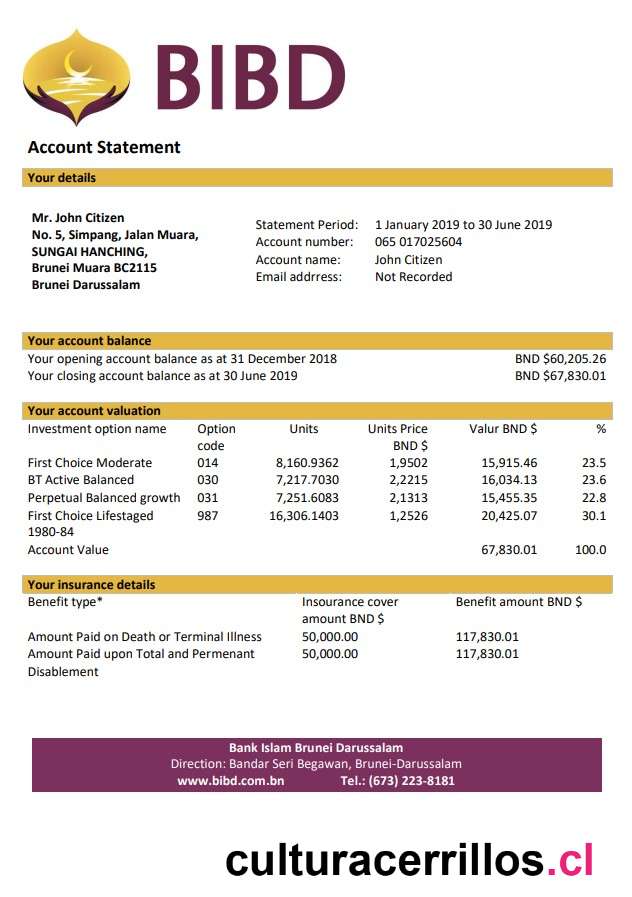 BIBD
Account Statement
Your details
Mr. John Citizen
No. 5, Simpang, Jalan Muara,
SUNGAI HANCHING,
Brunei Muara BC2115
Brunei Darussalam
Statement Period: 1 January 2019 to 30 June 2019
Account number: 065 017025604
Account name: John Citizen
Email addrress: Not Recorded
Your account balance
Your opening account balance as at 31 December 2018 BND $60,205.26
Your closing account balance as at 30 June 2019 BND $67,830.01
Your account valuation
Investment option name Option Units Units Price Valur BND $ %
code BND $
First Choice Moderate 014 8,160.9362 1,9502 15,915.46 23.5
BT Active Balanced 030 7,217.7030 2,2215 16,034.13 23.6
Perpetual Balanced growth 031 7,251.6083 2,1313 15,455.35 22.8
First Choice Lifestaged 987 16,306.1403 1,2526 20,425.07 30.1
1980-84
Account Value 67,830.01 100.0
Your insurance details
Benefit type* Insourance cover Benefit amount BND $
amount BND $
Amount Paid on Death or Terminal Illness 50,000.00 117,830.01
Amount Paid upon Total and Permenant 50,000.00 117,830.01
Disablement
Bank Islam Brunei Darussalam
Direction: Bandar Seri Begawan, Brunei-Darussalam
www.bibd.com.bn Tel.: (673) 223-8181
culturacerrillos.cl